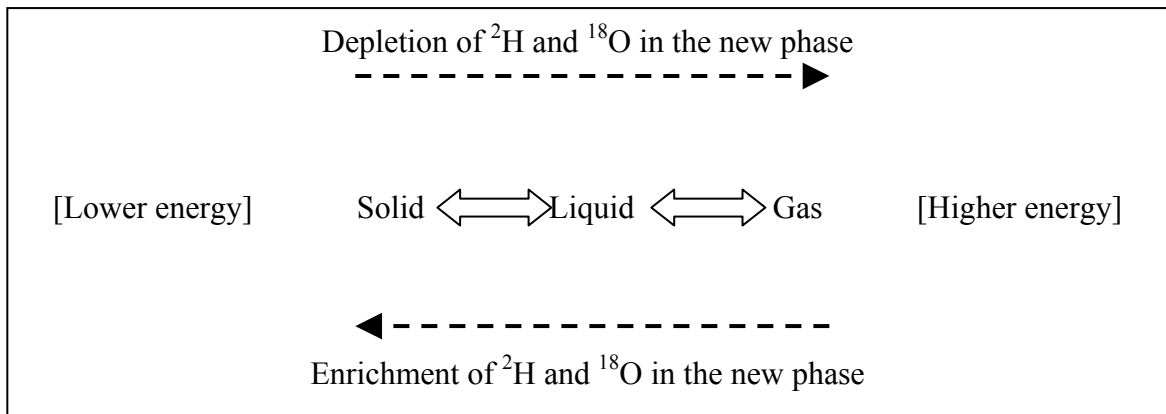 Depletion of ²H and ¹⁸O in the new phase
[Lower energy] Solid Liquid Gas [Higher energy]
Enrichment of ²H and ¹⁸O in the new phase